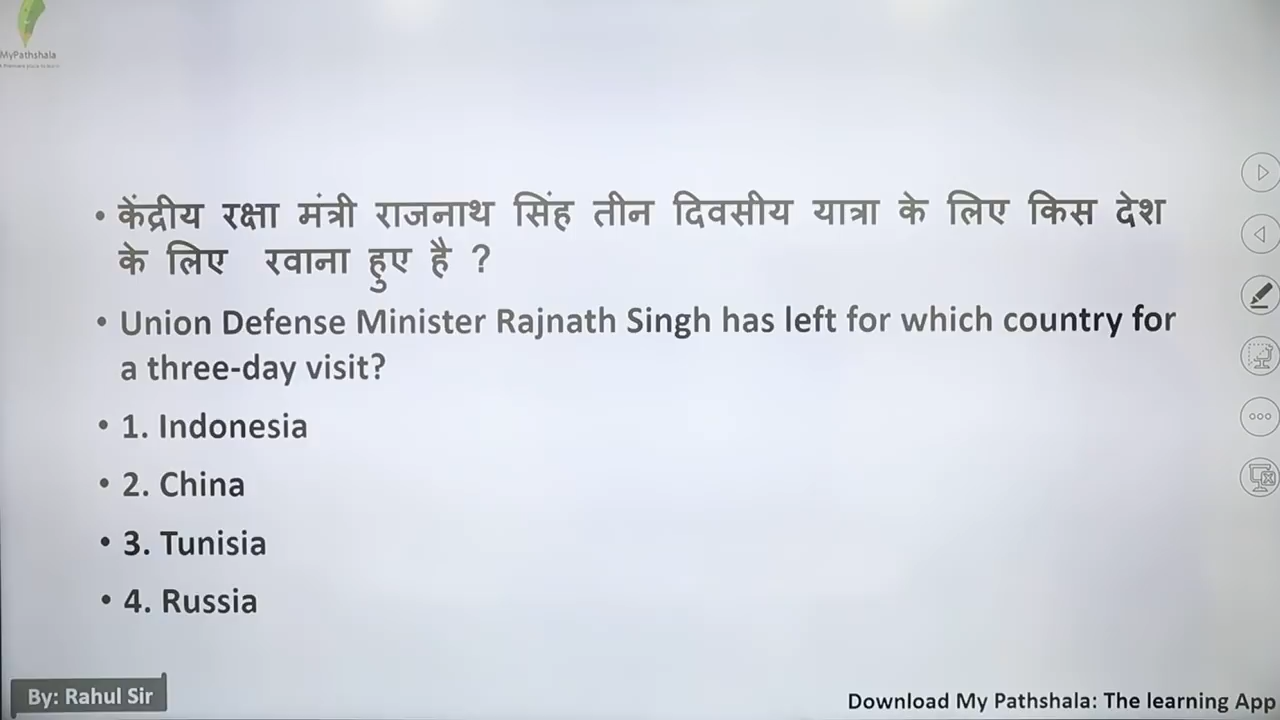 MyPathshala
• केंद्रीय रक्षा मंत्री राजनाथ सिंह तीन दिवसीय यात्रा के लिए किस देश
के लिए रवाना हुए है ?
• Union Defense Minister Rajnath Singh has left for which country for
a three-day visit?
• 1. Indonesia
• 2. China
• 3. Tunisia
• 4. Russia
By: Rahul Sir
Download My Pathshala: The learning App